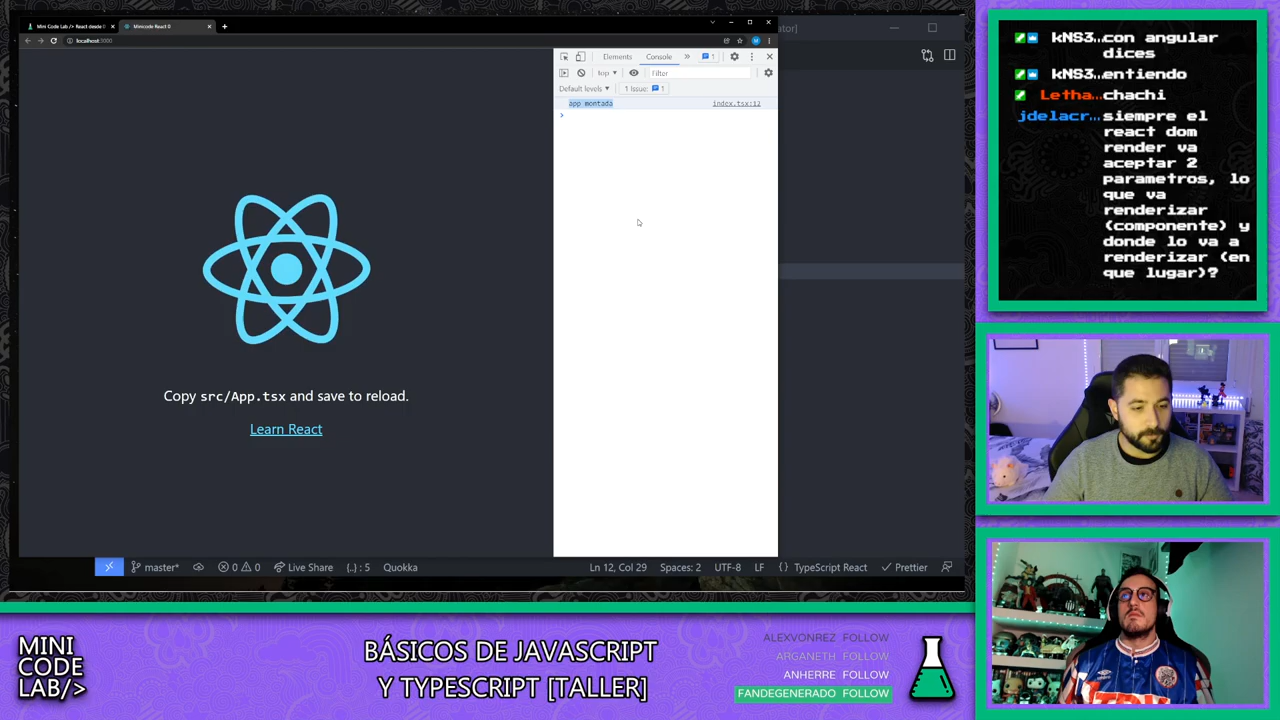 Mini Code Lab /> React desde 0
Minicode React 0
localhost:3000
ator]
Elements
Console
1
top
Filter
Default levels
1 Issue:
1
app montada
index.tsx:12
Copy src/App.tsx and save to reload.
Learn React
master*
0
0
Live Share
{..} : 5
Quokka
Ln 12, Col 29
Spaces: 2
UTF-8
LF
TypeScript React
Prettier
kNS3...con angular
dices
kNS3...entiendo
Letha...chachi
jdelacr...siempre el
react dom
render va
aceptar 2
parametros, lo
que va
renderizar
(componente) y
donde lo va a
renderizar (en
que lugar)?
MINI
CODE
LAB/>
BÁSICOS DE JAVASCRIPT
Y TYPESCRIPT [TALLER]
ALEXVONREZ FOLLOW
ARGANETH FOLLOW
ANHERRE FOLLOW
FANDEGENERADO FOLLOW